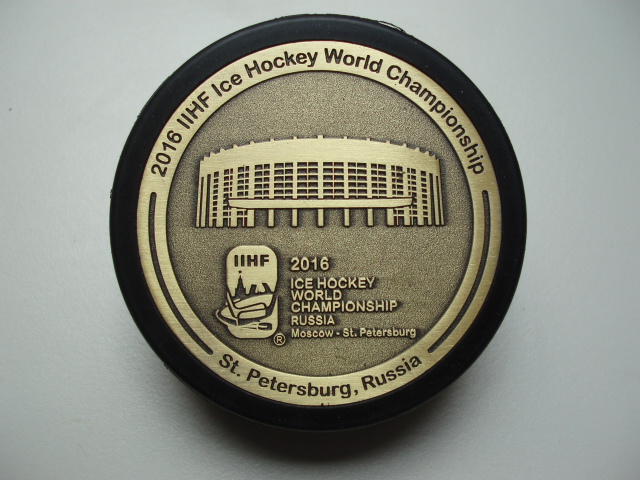 2016 IIHF Ice Hockey World Championship
IIHF
2016
ICE HOCKEY
WORLD
CHAMPIONSHIP
RUSSIA
Moscow - St. Petersburg
®
St. Petersburg, Russia